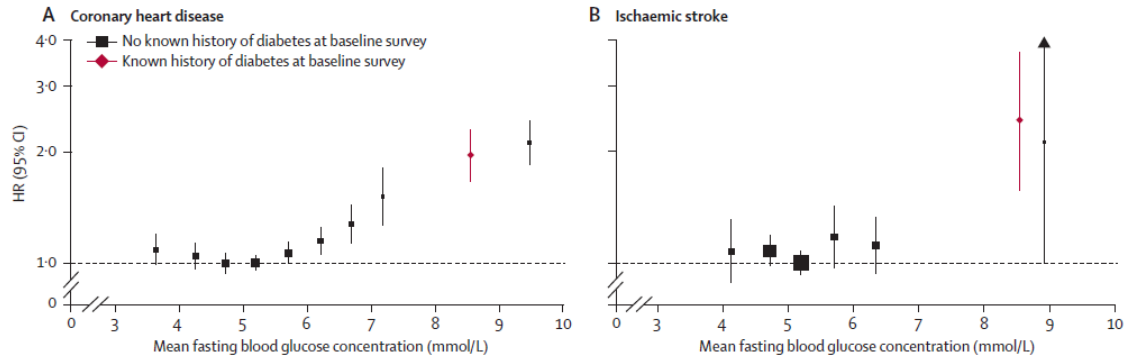 A Coronary heart disease
No known history of diabetes at baseline survey
Known history of diabetes at baseline survey
4·0
3·0
2·0
1·0
0
HR (95% CI)
0 3 4 5 6 7 8 9 10
Mean fasting blood glucose concentration (mmol/L)
B Ischaemic stroke
0 3 4 5 6 7 8 9 10
Mean fasting blood glucose concentration (mmol/L)